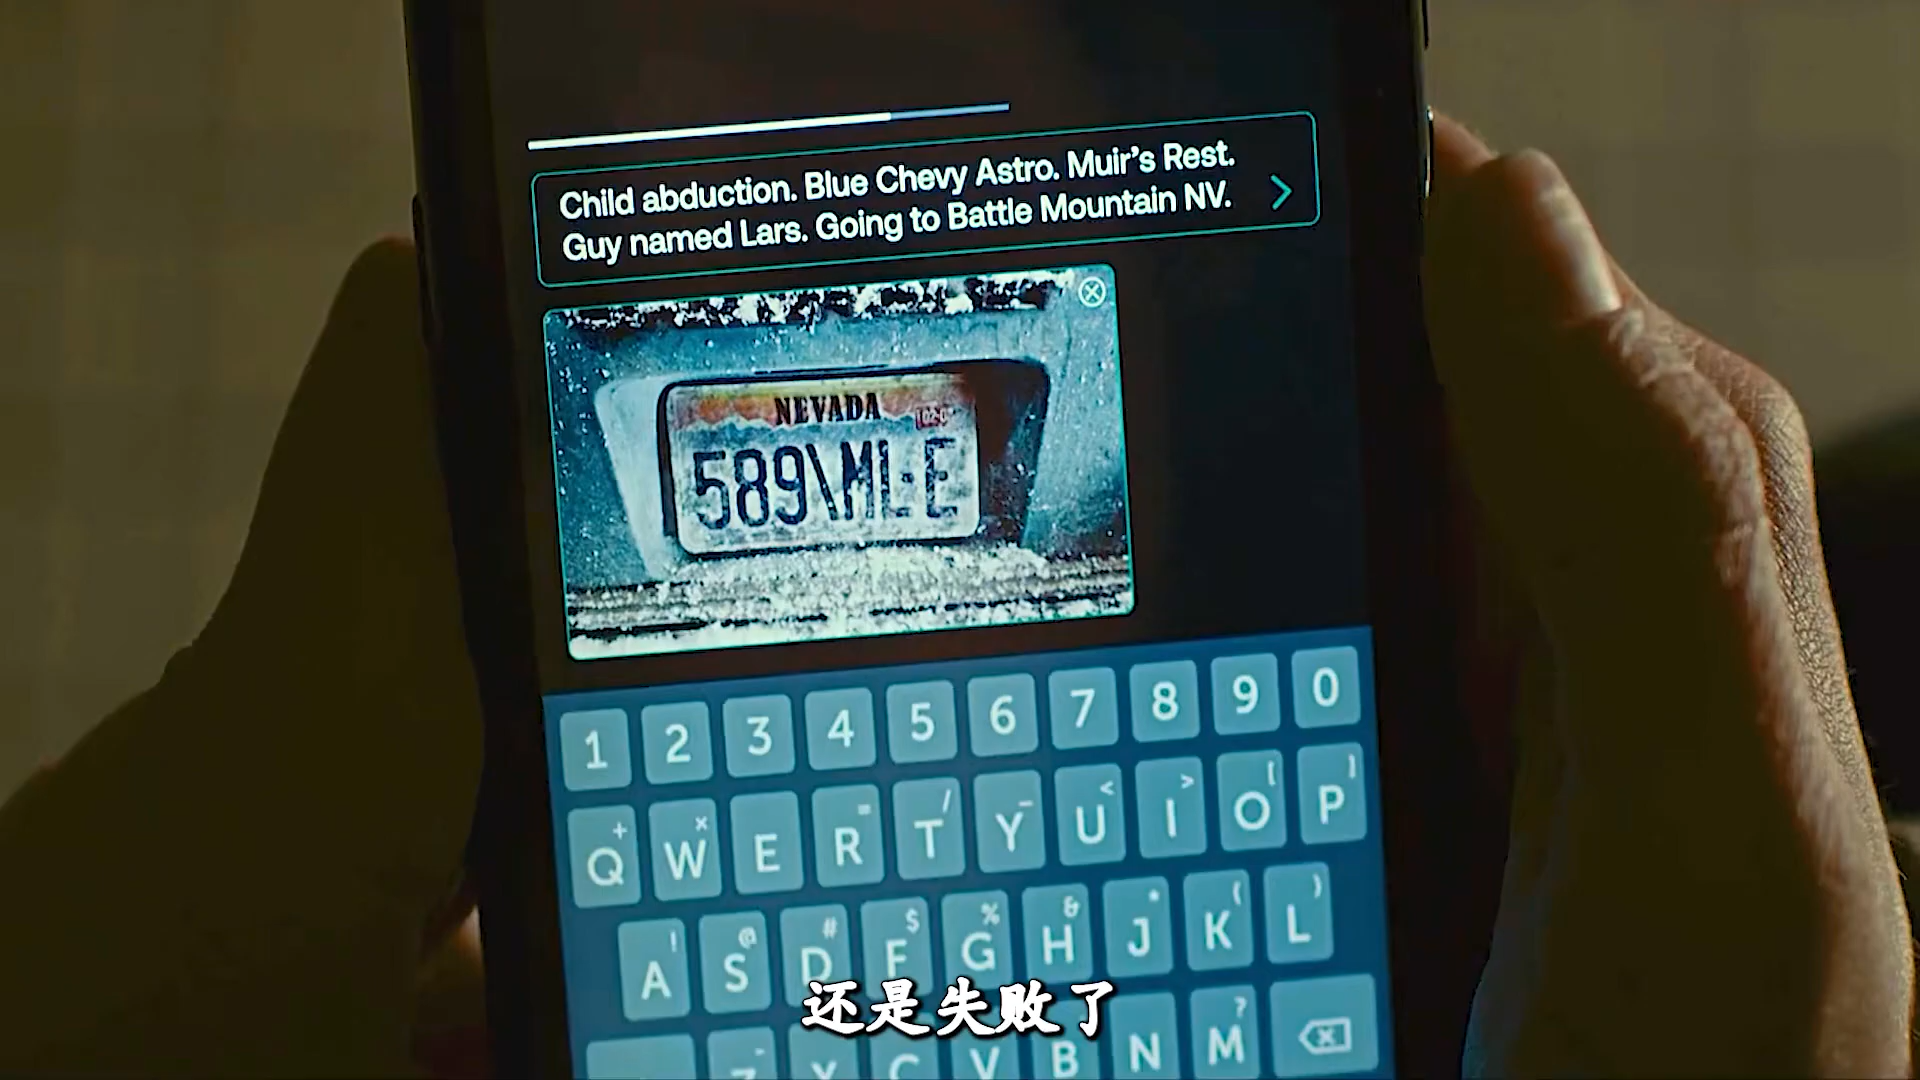 Child abduction. Blue Chevy Astro. Muir's Rest.
Guy named Lars. Going to Battle Mountain NV.
NEVADA
589\ML·E
1 2 3 4 5 6 7 8 9 0
+ × = / _ < > [ ]
Q W E R T Y U I O P
! @ # $ % & * ( )
A S D F G H J K L
- ?
Z X C V B N M
还是失败了